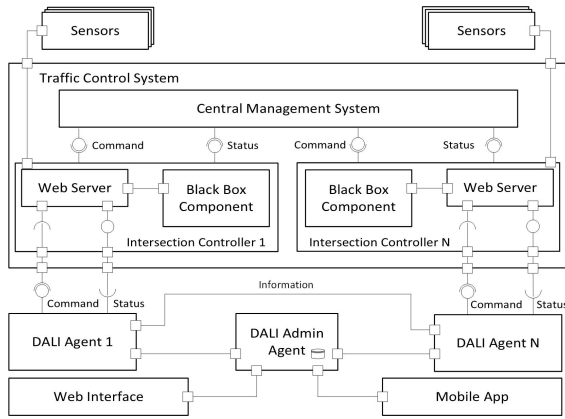 Sensors
Sensors
Traffic Control System
Central Management System
Command
Status
Command
Status
Web Server
Black Box
Component
Black Box
Component
Web Server
Intersection Controller 1
Intersection Controller N
Information
Command
Status
Command
Status
DALI Agent 1
DALI Admin
Agent
DALI Agent N
Web Interface
Mobile App